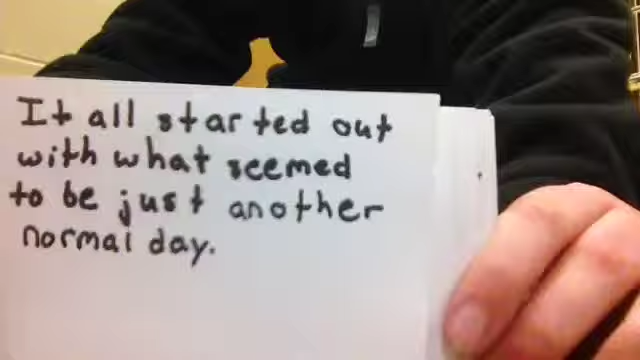 It all started out
with what seemed
to be just another
normal day.